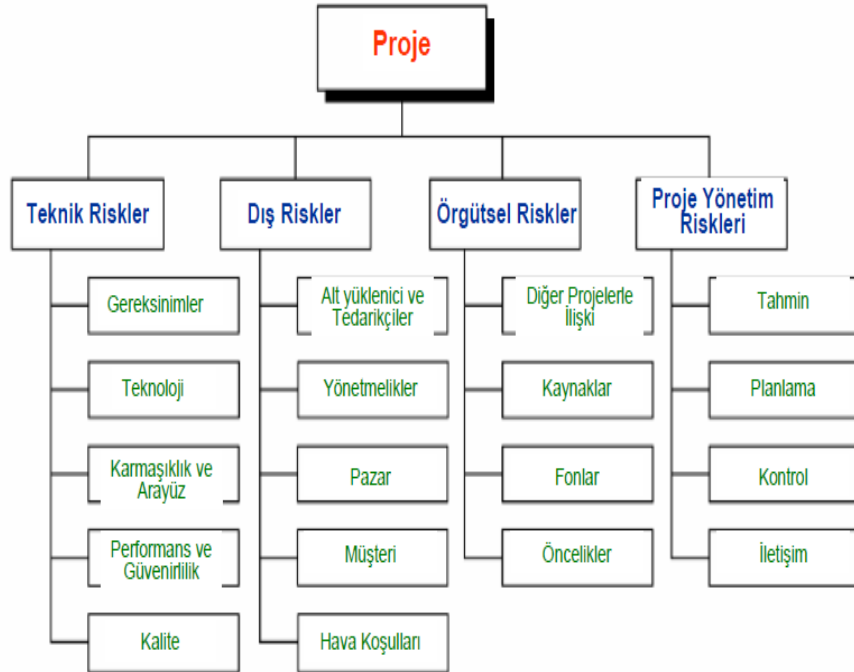 Proje
Teknik Riskler
Gereksinimler
Teknoloji
Karmaşıklık ve
Arayüz
Performans ve
Güvenirlilik
Kalite
Dış Riskler
Alt yüklenici ve
Tedarikçiler
Yönetmelikler
Pazar
Müşteri
Hava Koşulları
Örgütsel Riskler
Diğer Projelerle
İlişki
Kaynaklar
Fonlar
Öncelikler
Proje Yönetim
Riskleri
Tahmin
Planlama
Kontrol
İletişim